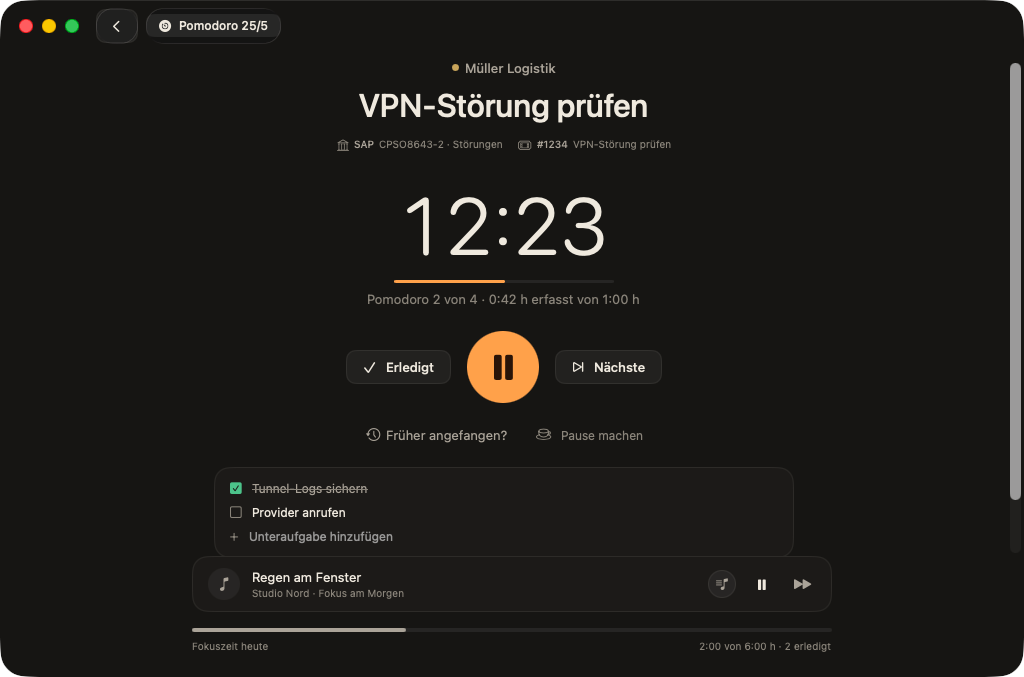 Pomodoro 25/5
Müller Logistik
VPN-Störung prüfen
SAP CPSO8643-2 · Störungen #1234 VPN-Störung prüfen
12:23
Pomodoro 2 von 4 · 0:42 h erfasst von 1:00 h
Erledigt Nächste
Früher angefangen? Pause machen
Tunnel-Logs sichern
Provider anrufen
+ Unteraufgabe hinzufügen
Regen am Fenster
Studio Nord · Fokus am Morgen
Fokuszeit heute 2:00 von 6:00 h · 2 erledigt